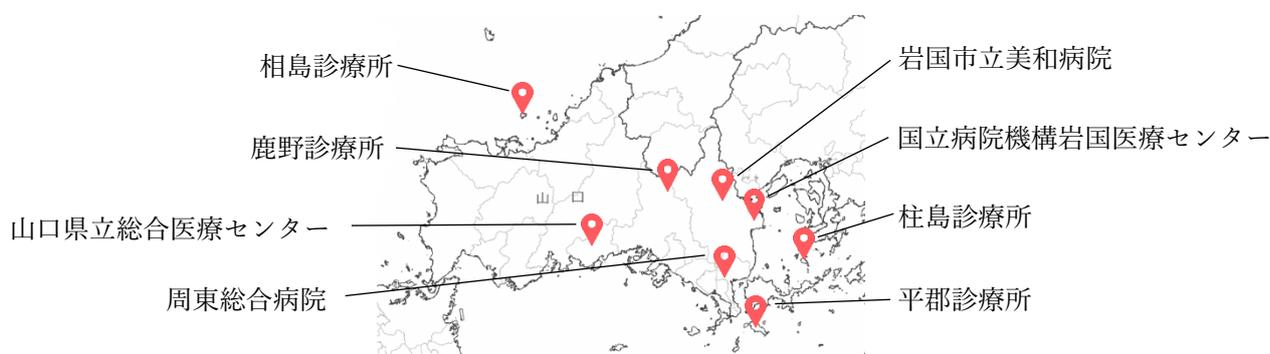 相島診療所
鹿野診療所
山口県立総合医療センター
周東総合病院
山　口
岩国市立美和病院
国立病院機構岩国医療センター
柱島診療所
平郡診療所